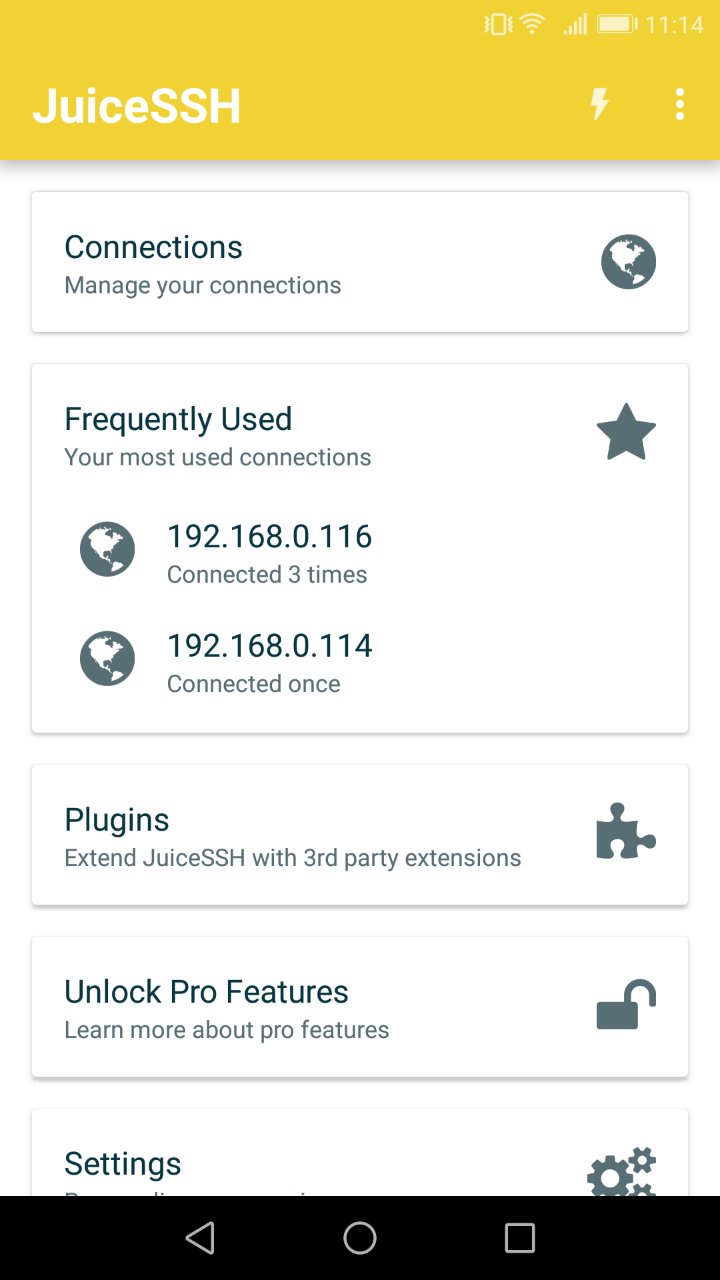 11:14
JuiceSSH
Connections
Manage your connections
Frequently Used
Your most used connections
192.168.0.116
Connected 3 times
192.168.0.114
Connected once
Plugins
Extend JuiceSSH with 3rd party extensions
Unlock Pro Features
Learn more about pro features
Settings